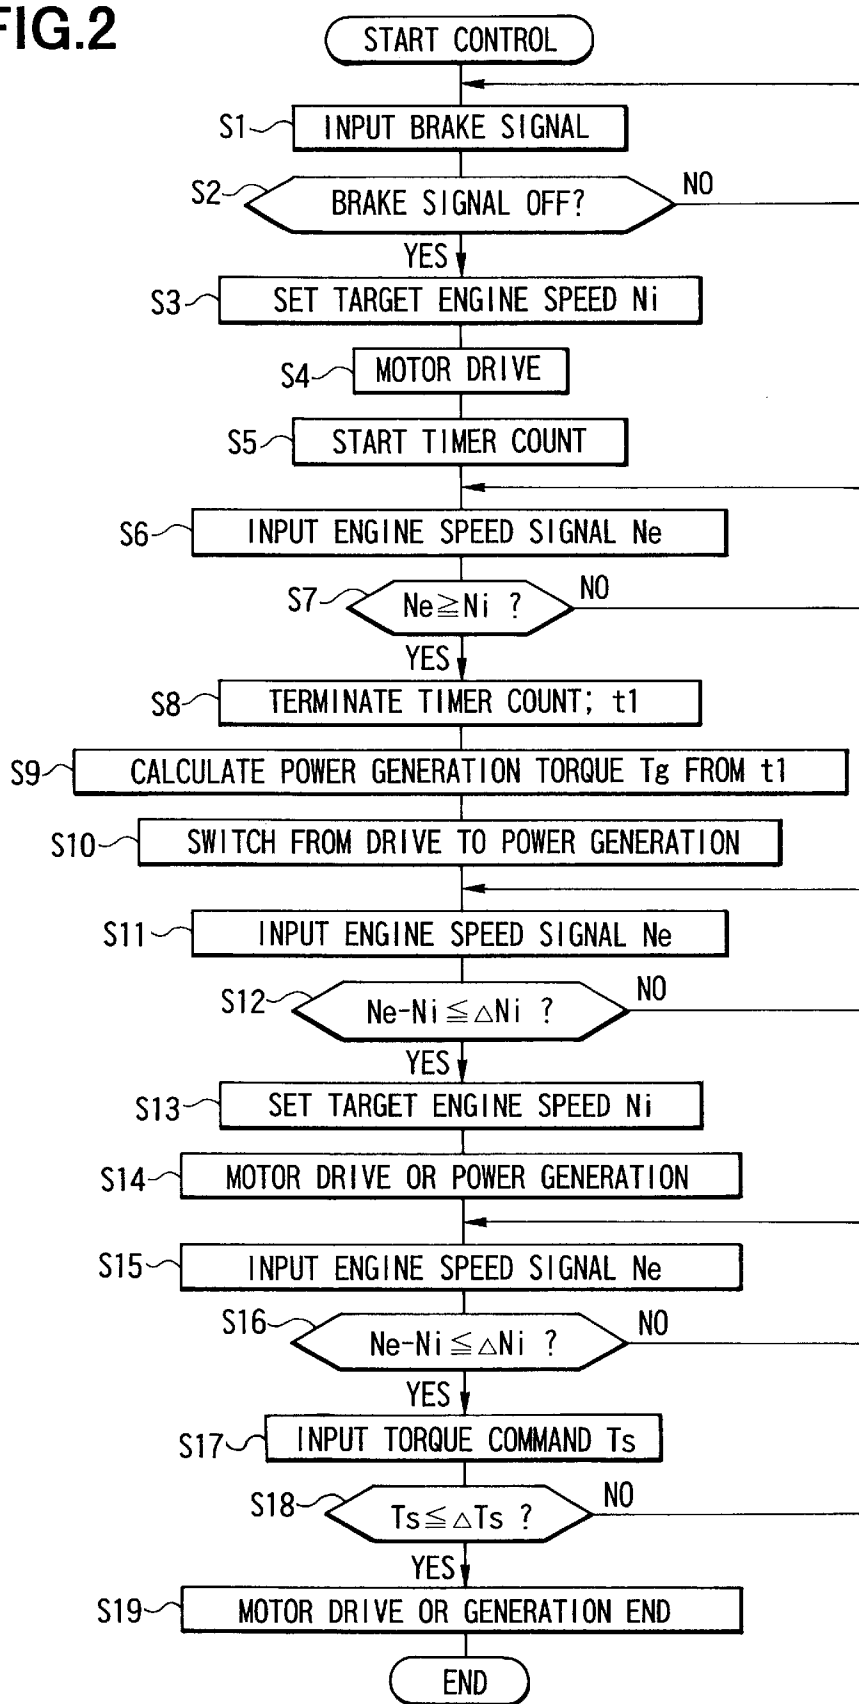 FIG.2
START CONTROL
S1
INPUT BRAKE SIGNAL
S2
BRAKE SIGNAL OFF?
NO
YES
S3
SET TARGET ENGINE SPEED Ni
S4
MOTOR DRIVE
S5
START TIMER COUNT
S6
INPUT ENGINE SPEED SIGNAL Ne
S7
Ne≧Ni ?
NO
YES
S8
TERMINATE TIMER COUNT; t1
S9
CALCULATE POWER GENERATION TORQUE Tg FROM t1
S10
SWITCH FROM DRIVE TO POWER GENERATION
S11
INPUT ENGINE SPEED SIGNAL Ne
S12
Ne-Ni≦△Ni ?
NO
YES
S13
SET TARGET ENGINE SPEED Ni
S14
MOTOR DRIVE OR POWER GENERATION
S15
INPUT ENGINE SPEED SIGNAL Ne
S16
Ne-Ni≦△Ni ?
NO
YES
S17
INPUT TORQUE COMMAND Ts
S18
Ts≦△Ts ?
NO
YES
S19
MOTOR DRIVE OR GENERATION END
END